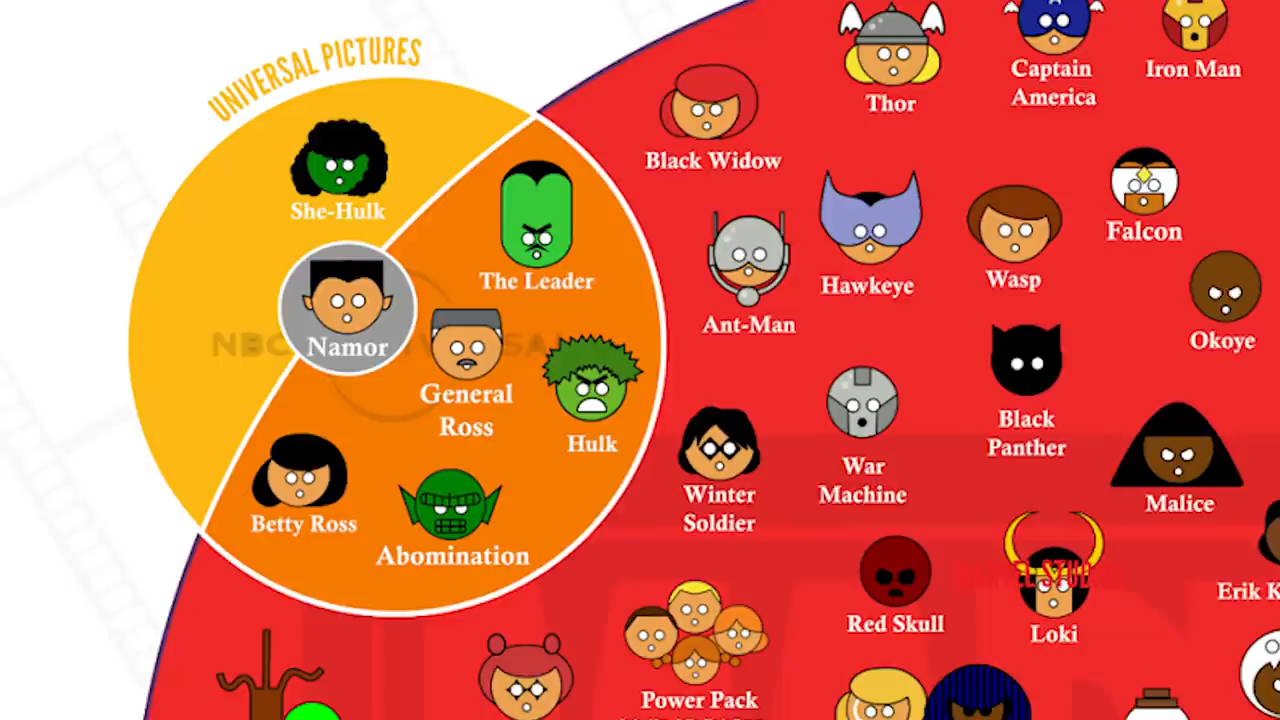 UNIVERSAL PICTURES
She-Hulk
Namor
The Leader
General
Ross
Hulk
Betty Ross
Abomination
Black Widow
Thor
Captain
America
Iron Man
Ant-Man
Hawkeye
Wasp
Falcon
Okoye
Winter
Soldier
War
Machine
Black
Panther
Malice
Red Skull
Loki
Erik K
Power Pack